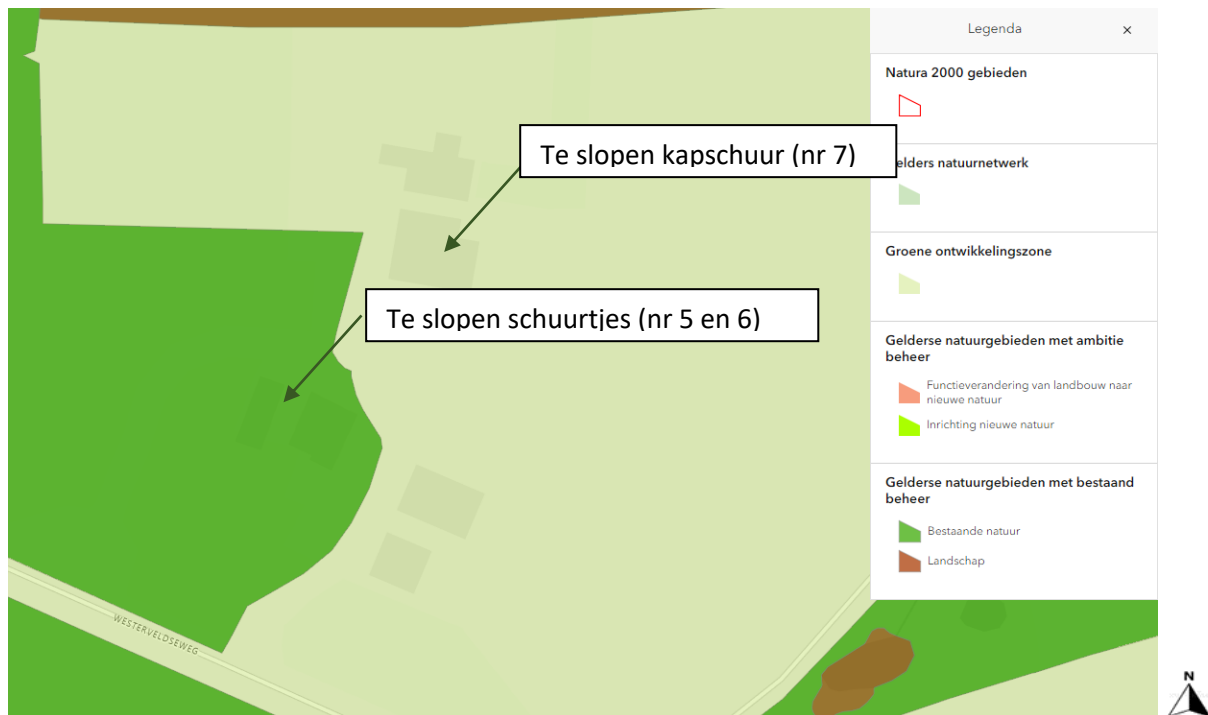 Legenda ×
Natura 2000 gebieden
Te slopen kapschuur (nr 7)
elders natuurnetwerk
Groene ontwikkelingszone
Te slopen schuurtjes (nr 5 en 6)
Gelderse natuurgebieden met ambitie
beheer
Functieverandering van landbouw naar
nieuwe natuur
Inrichting nieuwe natuur
Gelderse natuurgebieden met bestaand
beheer
Bestaande natuur
Landschap
WESTERVELDSEWEG
N